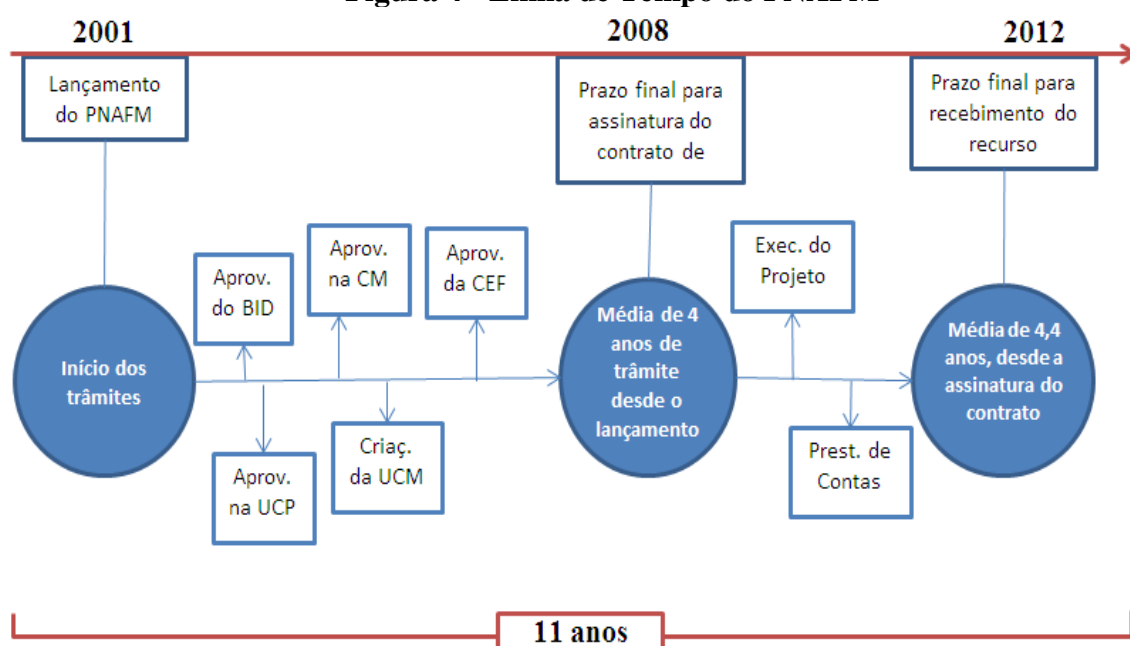 2001
2008
2012
Lançamento
do PNAFM
Prazo final para
assinatura do
contrato de
Prazo final para
recebimento do
recurso
Aprov.
do BID
Aprov.
na CM
Aprov.
da CEF
Exec. do
Projeto
Início dos
trâmites
Média de 4
anos de
trâmite
desde o
lançamento
Média de 4,4
anos, desde a
assinatura do
contrato
Aprov.
na UCP
Criaç.
da UCM
Prest. de
Contas
11 anos